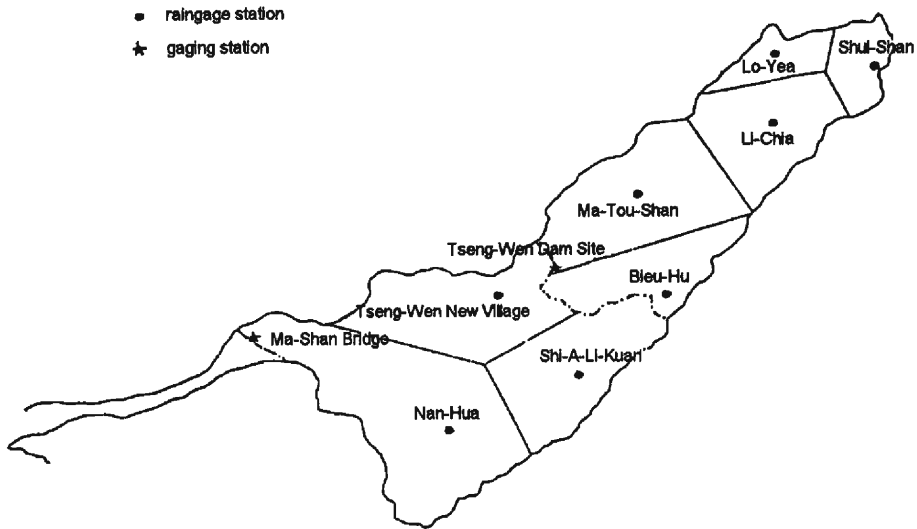 raingage station
gaging station
Lo-Yea
Shui-Shan
Li-Chia
Ma-Tou-Shan
Tseng-Wen Dam Site
Bieu-Hu
Tseng-Wen New Village
Ma-Shan Bridge
Shi-A-Li-Kuan
Nan-Hua